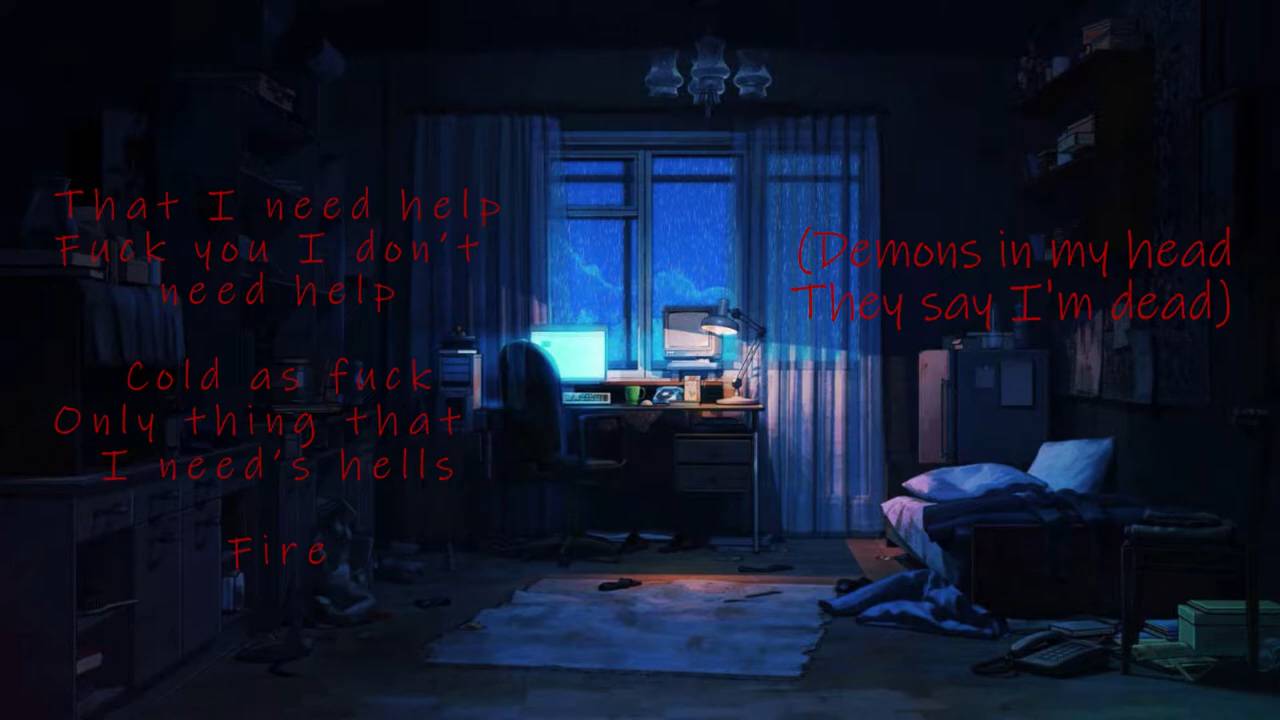 That I need help
Fuck you I don't
need help
Cold as fuck
Only thing that
I need's hells
Fire
(Demons in my head
They say I'm dead)